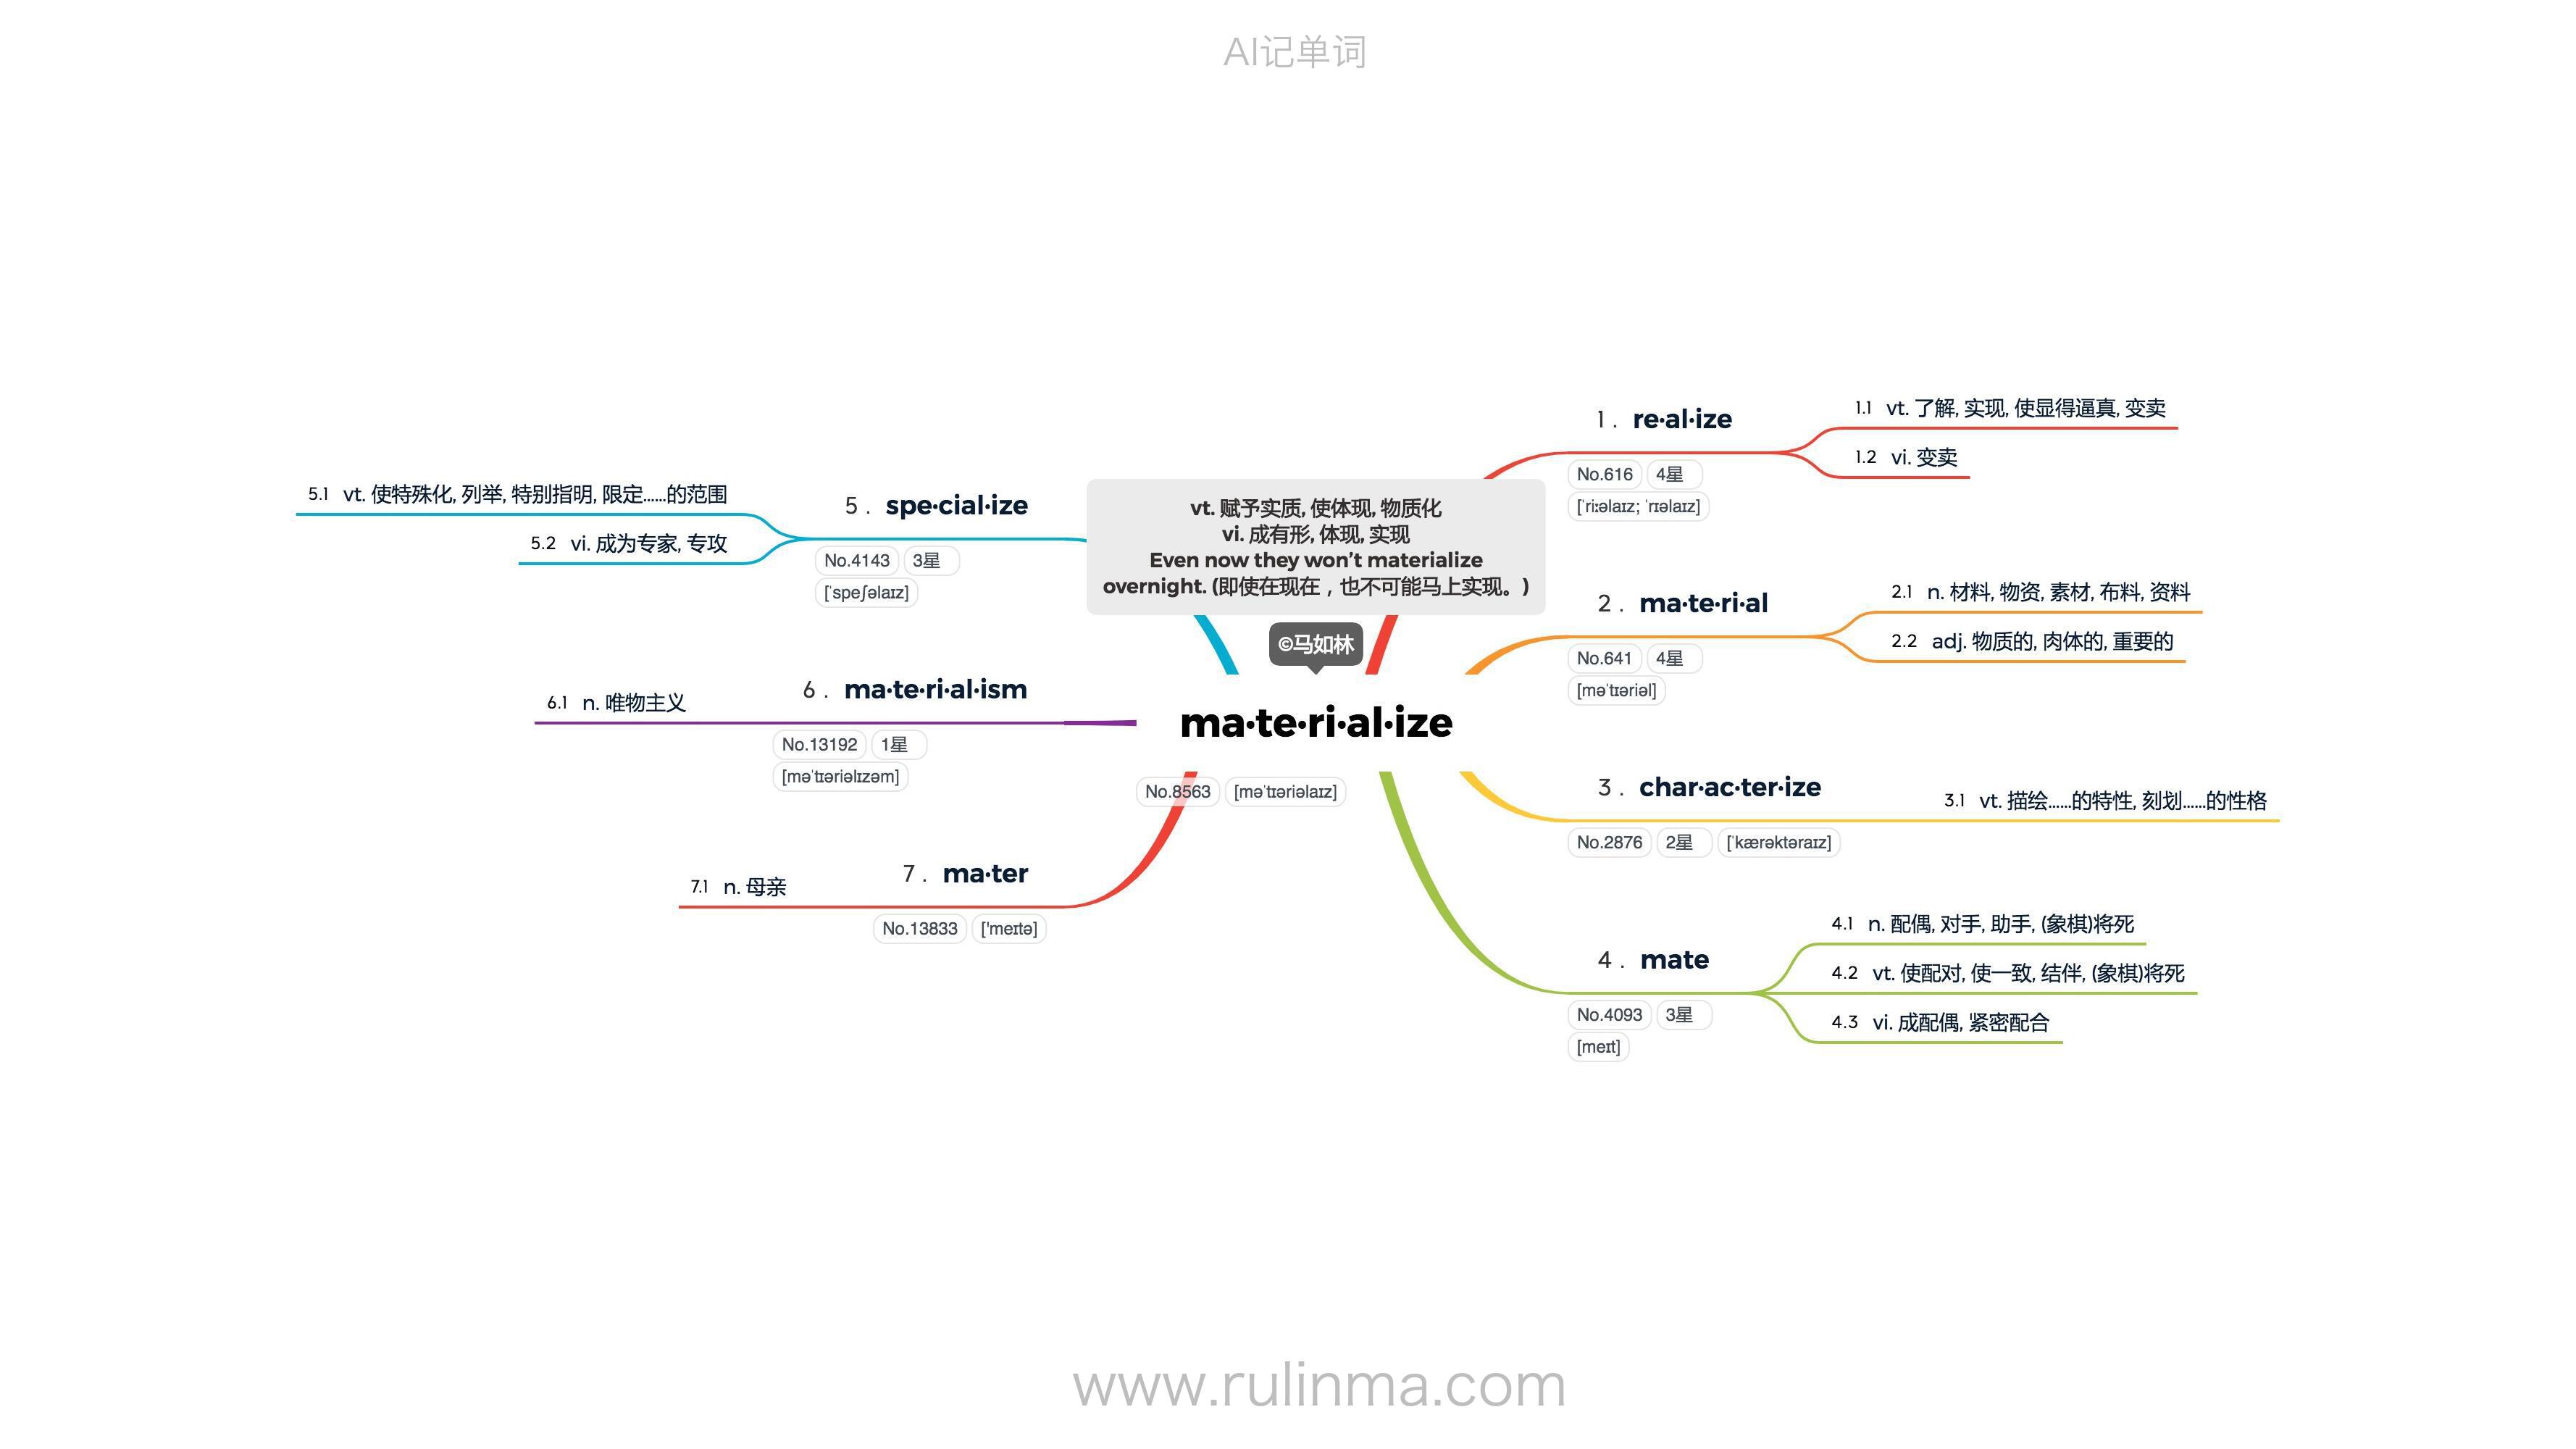 AI记单词
vt. 赋予实质, 使体现, 物质化
vi. 成有形, 体现, 实现
Even now they won’t materialize
overnight. (即使在现在，也不可能马上实现。)
©马如林
ma·te·ri·al·ize
No.8563 [məˈtɪəriəlaɪz]
1. re·al·ize
No.616 4星
[ˈriːəlaɪz; ˈrɪəlaɪz]
1.1 vt. 了解, 实现, 使显得逼真, 变卖
1.2 vi. 变卖
2. ma·te·ri·al
No.641 4星
[məˈtɪəriəl]
2.1 n. 材料, 物资, 素材, 布料, 资料
2.2 adj. 物质的, 肉体的, 重要的
3. char·ac·ter·ize
No.2876 2星 [ˈkærəktəraɪz]
3.1 vt. 描绘……的特性, 刻划……的性格
4. mate
No.4093 3星
[meɪt]
4.1 n. 配偶, 对手, 助手, (象棋)将死
4.2 vt. 使配对, 使一致, 结伴, (象棋)将死
4.3 vi. 成配偶, 紧密配合
5. spe·cial·ize
No.4143 3星
[ˈspeʃəlaɪz]
5.1 vt. 使特殊化, 列举, 特别指明, 限定……的范围
5.2 vi. 成为专家, 专攻
6. ma·te·ri·al·ism
No.13192 1星
[məˈtɪəriəlɪzəm]
6.1 n. 唯物主义
7. ma·ter
No.13833 ['meɪtə]
7.1 n. 母亲
www.rulinma.com